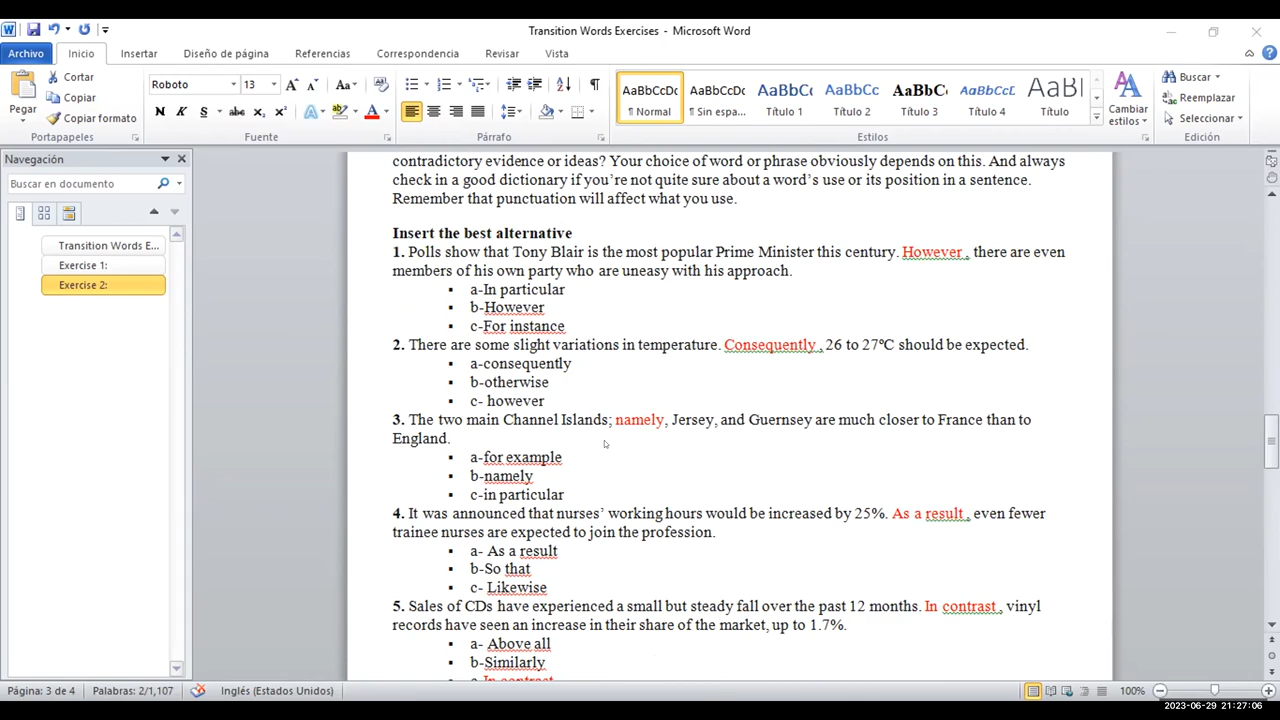 Transition Words Exercises - Microsoft Word
Archivo Inicio Insertar Diseño de página Referencias Correspondencia Revisar Vista
Pegar
Cortar
Copiar
Copiar formato
Roboto 13
AaBbCcDc AaBbCcDc AaBbCc AaBbCc AaBbCc AaBbCcDc AaBl
¶ Normal ¶ Sin espa... Título 1 Título 2 Título 3 Título 4 Título
Cambiar estilos
Buscar
Reemplazar
Seleccionar
Portapapeles Fuente Párrafo Estilos Edición
Navegación
Buscar en documento
Transition Words E...
Exercise 1:
Exercise 2:
contradictory evidence or ideas? Your choice of word or phrase obviously depends on this. And always
check in a good dictionary if you're not quite sure about a word's use or its position in a sentence.
Remember that punctuation will affect what you use.
Insert the best alternative
1. Polls show that Tony Blair is the most popular Prime Minister this century. However , there are even
members of his own party who are uneasy with his approach.
▪ a-In particular
▪ b-However
▪ c-For instance
2. There are some slight variations in temperature. Consequently , 26 to 27ºC should be expected.
▪ a-consequently
▪ b-otherwise
▪ c- however
3. The two main Channel Islands; namely, Jersey, and Guernsey are much closer to France than to
England.
▪ a-for example
▪ b-namely
▪ c-in particular
4. It was announced that nurses' working hours would be increased by 25%. As a result , even fewer
trainee nurses are expected to join the profession.
▪ a- As a result
▪ b-So that
▪ c- Likewise
5. Sales of CDs have experienced a small but steady fall over the past 12 months. In contrast , vinyl
records have seen an increase in their share of the market, up to 1.7%.
▪ a- Above all
▪ b-Similarly
c-In contrast
Página: 3 de 4 Palabras: 2/1,107 Inglés (Estados Unidos) 100%
2023-06-29 21:27:06